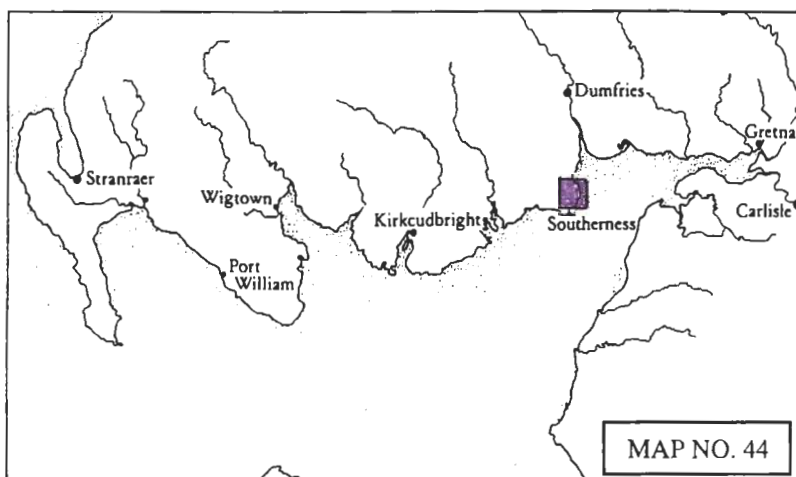 Dumfries
Gretna
Stranraer
Wigtown
Kirkcudbright
Southerness
Carlisle
Port
William
MAP NO. 44